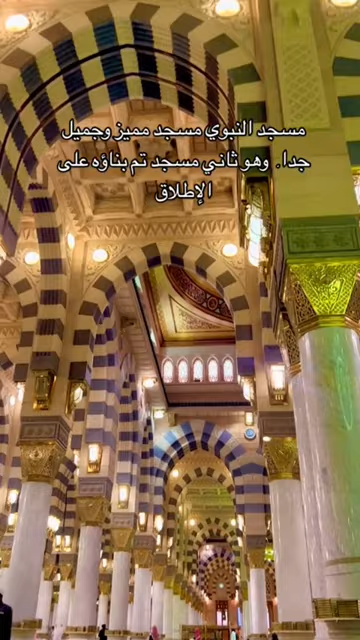 مسجد النبوي مسجد مميز وجميل
جدا. وهو ثاني مسجد تم بناؤه على
الإطلاق